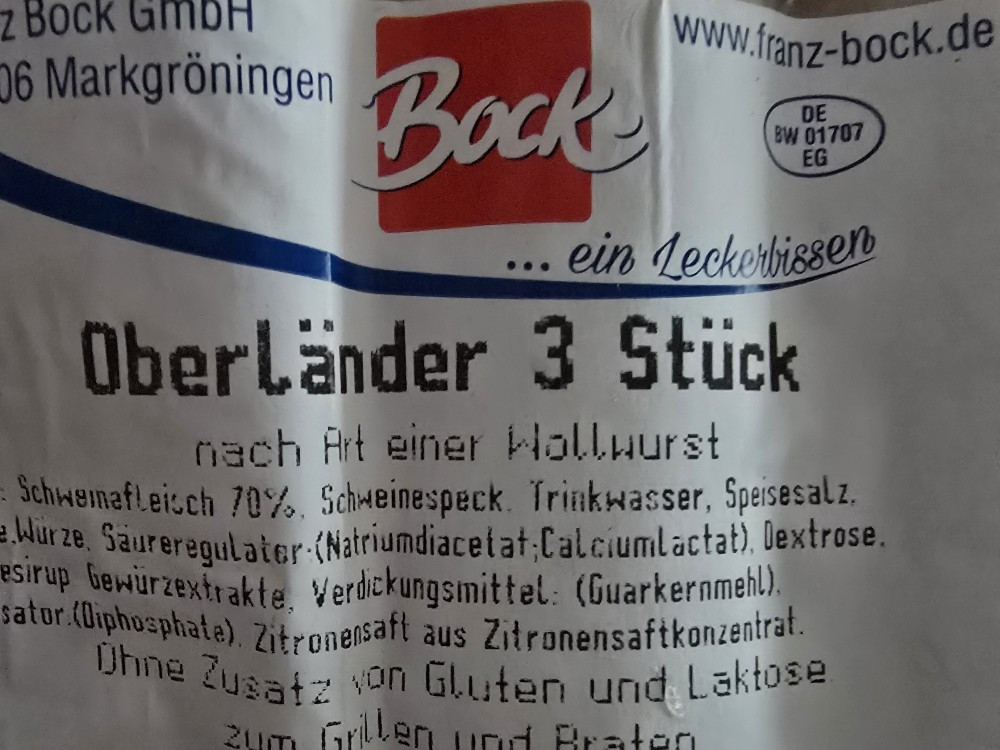 z Bock GmbH
06 Markgröningen
Bock
www.franz-bock.de
DE
BW 01707
EG
... ein Leckerbissen
Oberländer 3 Stück
nach Art einer Wollwurst
: Schweinafleisch 70%, Schweinespeck, Trinkwasser, Speisesalz,
e,Würze, Säureregulator:(Natriumdiacetat;Calciumlactat), Dextrose,
esirup Gewürzextrakte, Verdickungsmittel: (Guarkernmehl),
sator:(Diphosphate), Zitronensaft aus Zitronensaftkonzentrat.
Ohne Zusatz von Gluten und Laktose
zum Grillen und Braten